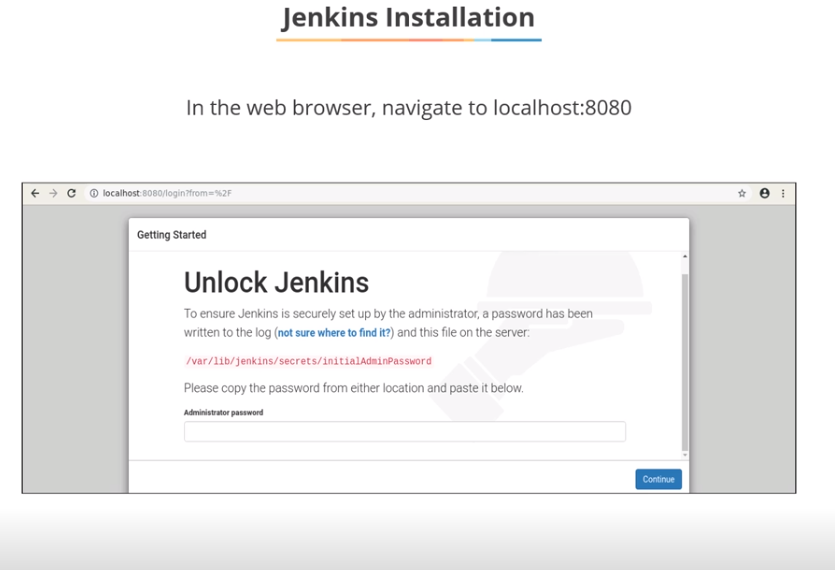 Jenkins Installation
In the web browser, navigate to localhost:8080
localhost:8080/login?from=%2F
Getting Started
Unlock Jenkins
To ensure Jenkins is securely set up by the administrator, a password has been
written to the log (not sure where to find it?) and this file on the server:
/var/lib/jenkins/secrets/initialAdminPassword
Please copy the password from either location and paste it below.
Administrator password
Continue